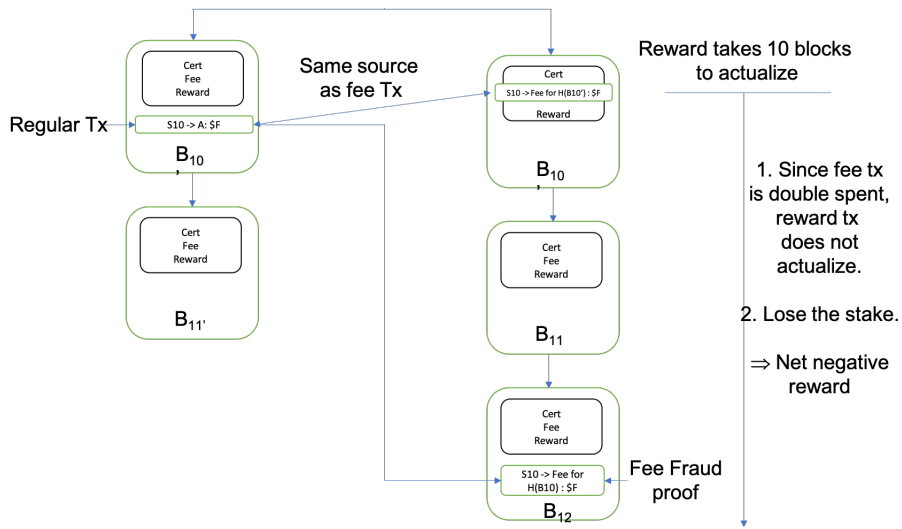 Reward takes 10 blocks
to actualize
Same source
as fee Tx
Regular Tx
Cert
Fee
Reward
S10 -> A: $F
B10
,
Cert
Fee
Reward
B11'
Cert
S10 -> Fee for H(B10') : $F
Reward
B10
,
Cert
Fee
Reward
B11
Cert
Fee
Reward
S10 -> Fee for
H(B10) : $F
B12
Fee Fraud
proof
1. Since fee tx
is double spent,
reward tx
does not
actualize.
2. Lose the stake.
⇒ Net negative
reward